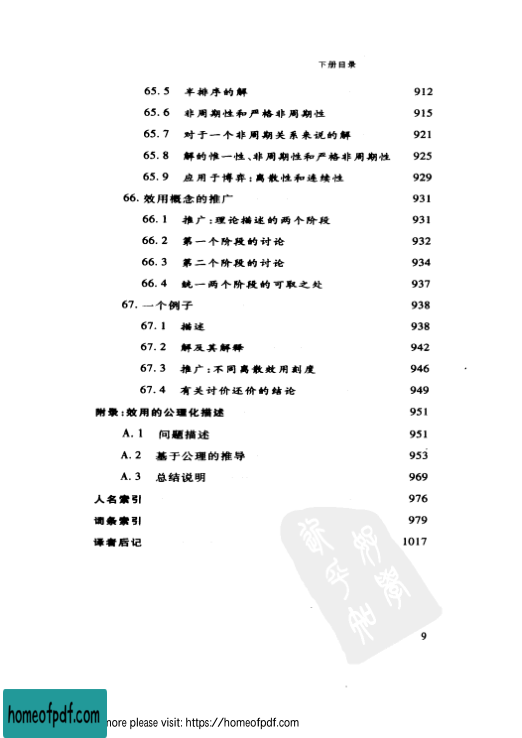 下册目录
65.5 半排序的解 912
65.6 非周期性和严格非周期性 915
65.7 对于一个非周期关系来说的解 921
65.8 解的惟一性、非周期性和严格非周期性 925
65.9 应用于博弈:离散性和连续性 929
66. 效用概念的推广 931
66.1 推广:理论描述的两个阶段 931
66.2 第一个阶段的讨论 932
66.3 第二个阶段的讨论 934
66.4 统一两个阶段的可取之处 937
67. 一个例子 938
67.1 描述 938
67.2 解及其解释 942
67.3 推广:不同离散效用刻度 946
67.4 有关讨价还价的结论 949
附录:效用的公理化描述 951
A.1 问题描述 951
A.2 基于公理的推导 953
A.3 总结说明 969
人名索引 976
词条索引 979
译者后记 1017
9
homeofpdf.com
more please visit: https://homeofpdf.com